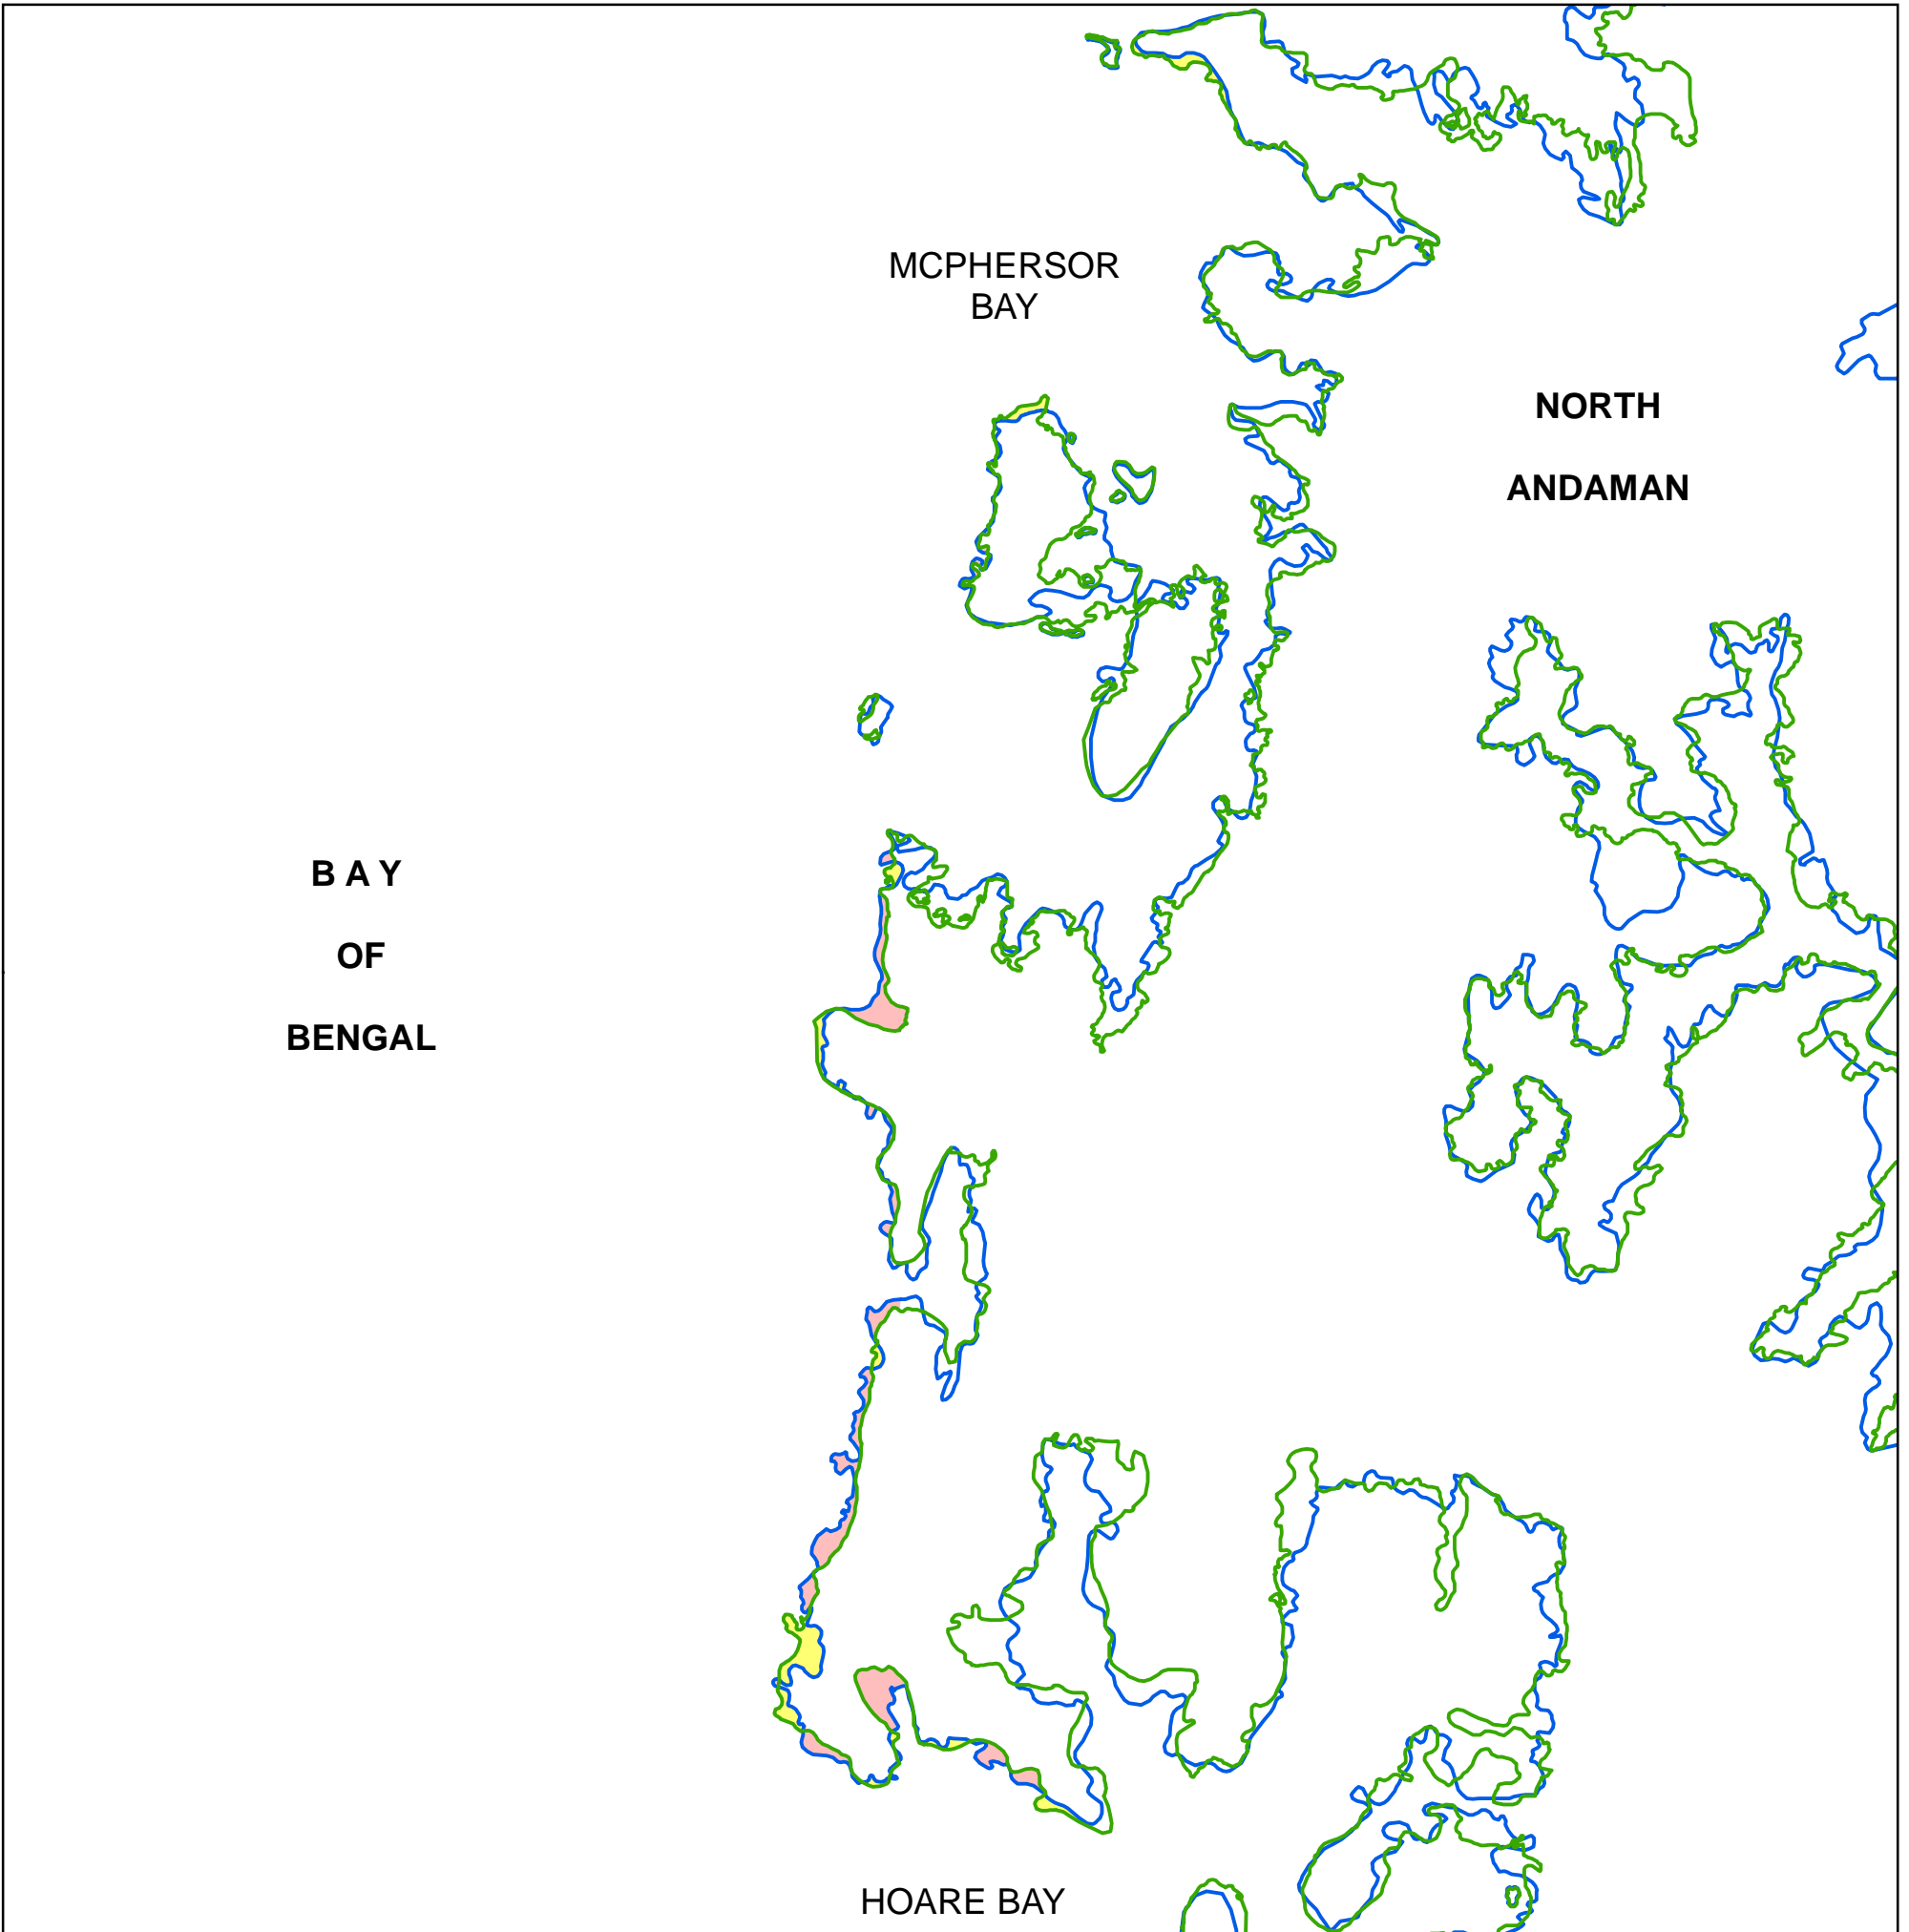 MCPHERSOR
BAY
NORTH
ANDAMAN
B A Y
OF
BENGAL
HOARE BAY